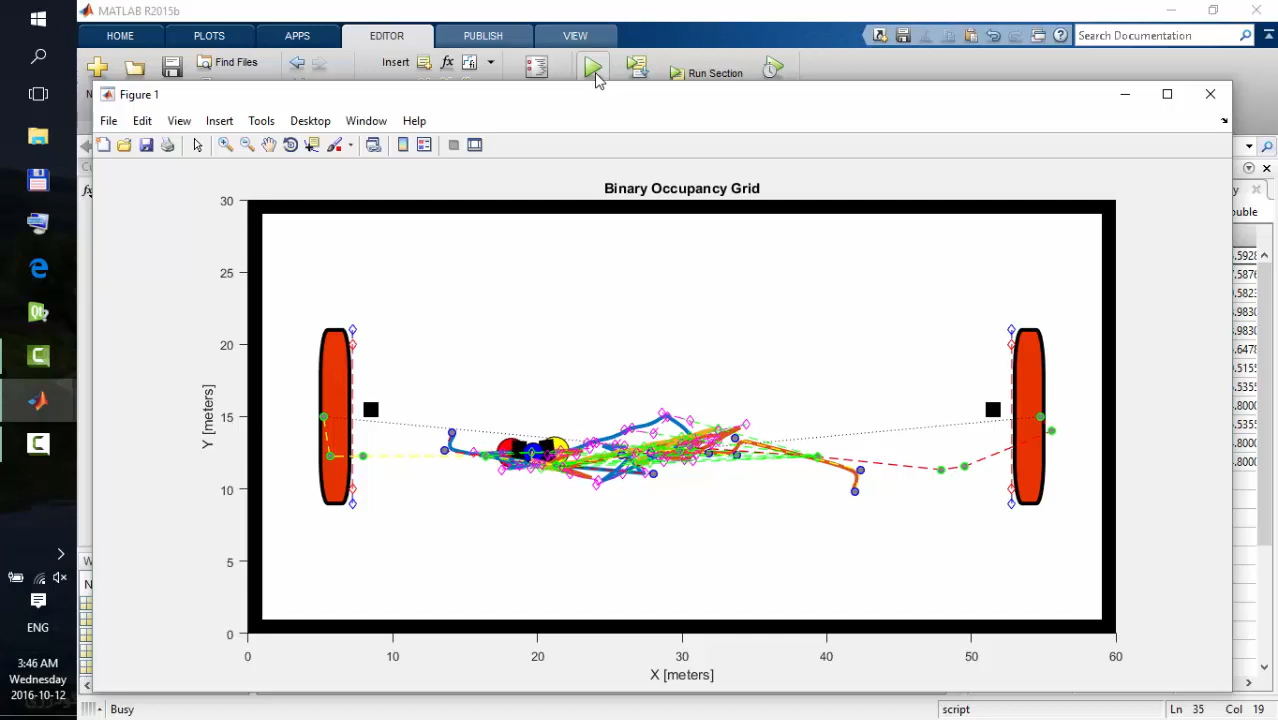 MATLAB R2015b
HOME PLOTS APPS EDITOR PUBLISH VIEW
Search Documentation
Find Files
Insert
Run Section
Figure 1
File Edit View Insert Tools Desktop Window Help
Binary Occupancy Grid
30
25
20
15
10
5
0
Y [meters]
0 10 20 30 40 50 60
X [meters]
ENG
3:46 AM
Wednesday
2016-10-12
Busy
script
Ln 35 Col 19